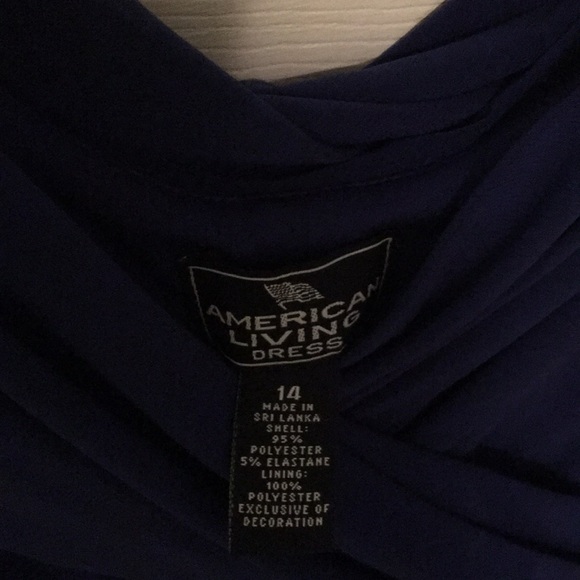 AMERICAN
LIVING
DRESS
14
MADE IN
SRI LANKA
SHELL:
95%
POLYESTER
5% ELASTANE
LINING:
100%
POLYESTER
EXCLUSIVE OF
DECORATION